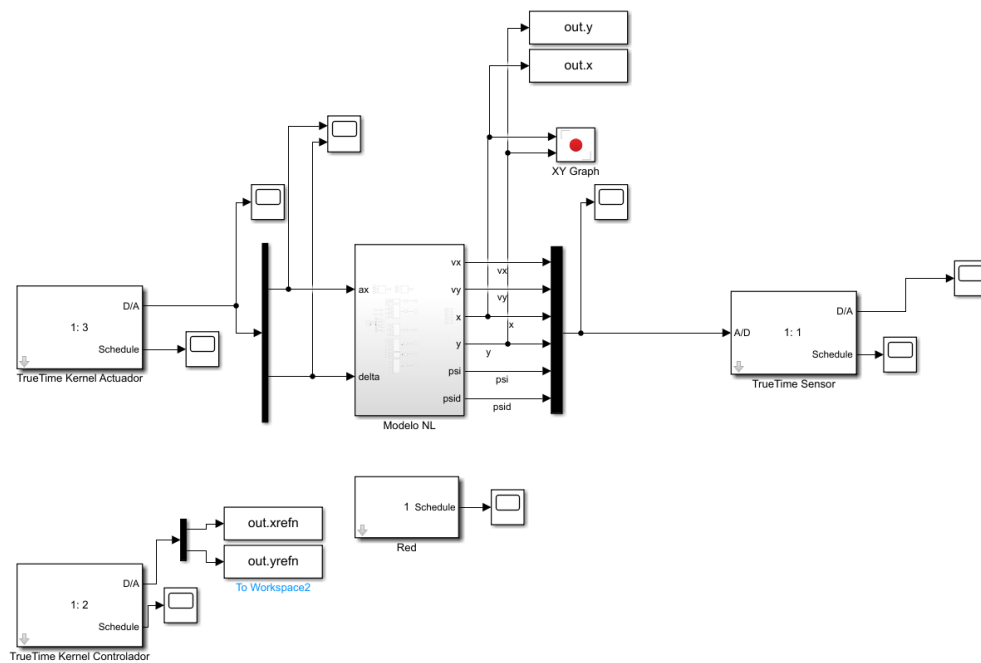 out.y
out.x
XY Graph
D/A
1: 3
Schedule
TrueTime Kernel Actuador
ax
delta
vx
vy
x
y
psi
psid
Modelo NL
vx
vy
x
y
psi
psid
A/D
1: 1
D/A
Schedule
TrueTime Sensor
1
Schedule
Red
out.xrefn
out.yrefn
To Workspace2
D/A
1: 2
Schedule
TrueTime Kernel Controlador